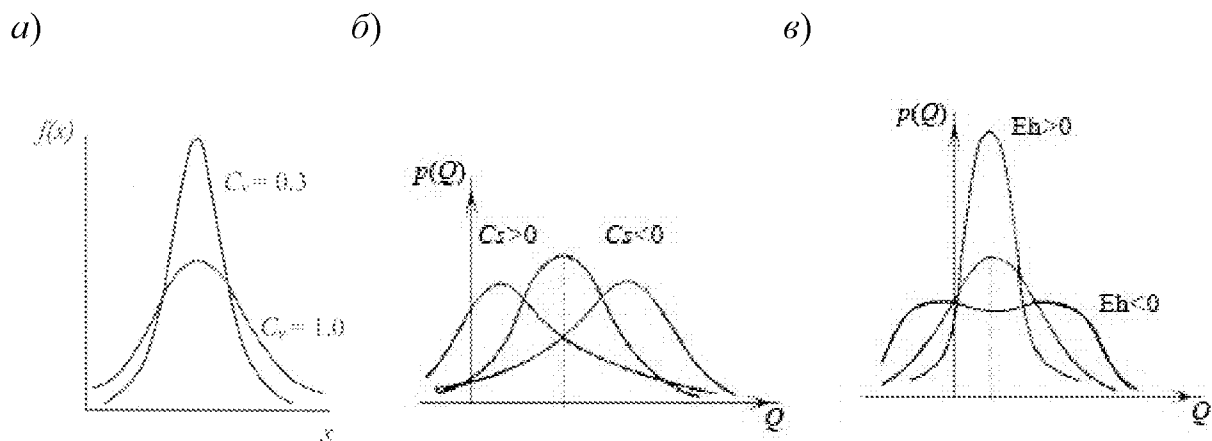 а) б) в)
f(x)
Cv = 0.3
Cv = 1.0
x
p(Q)
Cs>0 Cs<0
Q
p(Q)
Eh>0
Eh<0
Q